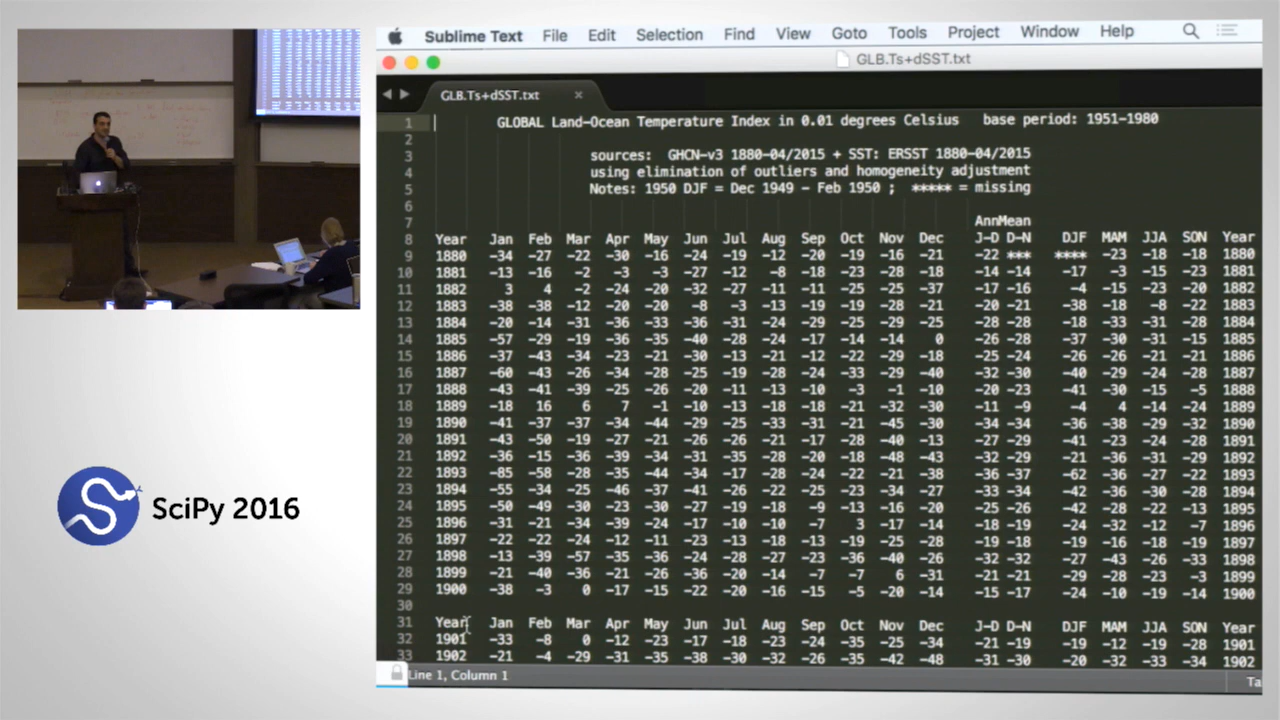 Sublime Text File Edit Selection Find View Goto Tools Project Window Help
GLB.Ts+dSST.txt
GLB.Ts+dSST.txt ×
1 GLOBAL Land-Ocean Temperature Index in 0.01 degrees Celsius base period: 1951-1980
2
3 sources: GHCN-v3 1880-04/2015 + SST: ERSST 1880-04/2015
4 using elimination of outliers and homogeneity adjustment
5 Notes: 1950 DJF = Dec 1949 - Feb 1950 ; ***** = missing
6
7 AnnMean
8 Year Jan Feb Mar Apr May Jun Jul Aug Sep Oct Nov Dec J-D D-N DJF MAM JJA SON Year
9 1880 -34 -27 -22 -30 -16 -24 -19 -12 -20 -19 -16 -21 -22 *** **** -23 -18 -18 1880
10 1881 -13 -16 -2 -3 -3 -27 -12 -8 -18 -23 -28 -18 -14 -14 -17 -3 -15 -23 1881
11 1882 3 4 -2 -24 -20 -32 -27 -11 -11 -25 -25 -37 -17 -16 -4 -15 -23 -20 1882
12 1883 -38 -38 -12 -20 -20 -8 -3 -13 -19 -19 -28 -21 -20 -21 -38 -18 -8 -22 1883
13 1884 -20 -14 -31 -36 -33 -36 -31 -24 -29 -25 -29 -25 -28 -28 -18 -33 -31 -28 1884
14 1885 -57 -29 -19 -36 -35 -40 -28 -24 -17 -14 -14 0 -26 -28 -37 -30 -31 -15 1885
15 1886 -37 -43 -34 -23 -21 -30 -13 -21 -12 -22 -29 -18 -25 -24 -26 -26 -21 -21 1886
16 1887 -60 -43 -26 -34 -28 -25 -19 -28 -24 -33 -29 -40 -32 -30 -40 -29 -24 -29 1887
17 1888 -43 -41 -39 -25 -26 -20 -11 -13 -10 -3 -1 -10 -20 -23 -41 -30 -15 -5 1888
18 1889 -18 16 6 7 -1 -10 -13 -18 -18 -21 -32 -30 -11 -9 -4 4 -14 -24 1889
19 1890 -41 -37 -37 -34 -44 -29 -25 -33 -31 -21 -45 -30 -34 -34 -36 -38 -29 -32 1890
20 1891 -43 -50 -19 -27 -21 -26 -26 -21 -17 -28 -40 -13 -27 -29 -41 -23 -24 -28 1891
21 1892 -36 -15 -36 -39 -34 -31 -35 -28 -20 -18 -48 -43 -32 -29 -21 -36 -31 -29 1892
22 1893 -85 -58 -28 -35 -44 -34 -17 -28 -24 -22 -21 -38 -36 -37 -62 -36 -27 -22 1893
23 1894 -55 -34 -25 -46 -37 -41 -26 -22 -25 -23 -34 -27 -33 -34 -42 -36 -30 -28 1894
24 1895 -50 -49 -30 -23 -30 -27 -19 -18 -9 -13 -16 -20 -25 -26 -42 -28 -22 -13 1895
25 1896 -31 -21 -34 -39 -24 -17 -10 -10 -7 3 -17 -14 -18 -19 -24 -32 -12 -7 1896
26 1897 -22 -22 -24 -12 -11 -23 -13 -18 -13 -19 -25 -28 -19 -18 -19 -16 -18 -19 1897
27 1898 -13 -39 -57 -35 -36 -24 -28 -27 -23 -36 -40 -26 -32 -32 -27 -43 -26 -33 1898
28 1899 -21 -40 -36 -21 -26 -36 -20 -14 -7 -7 6 -31 -21 -21 -29 -28 -23 -3 1899
29 1900 -38 -3 0 -17 -15 -22 -20 -16 -15 -5 -20 -14 -15 -17 -24 -10 -19 -14 1900
30
31 Year Jan Feb Mar Apr May Jun Jul Aug Sep Oct Nov Dec J-D D-N DJF MAM JJA SON Year
32 1901 -33 -8 0 -12 -23 -17 -18 -23 -24 -35 -25 -34 -21 -19 -19 -12 -19 -28 1901
33 1902 -21 -4 -29 -31 -35 -38 -30 -32 -26 -35 -42 -48 -31 -30 -20 -32 -33 -34 1902
Line 1, Column 1 Ta
SciPy 2016